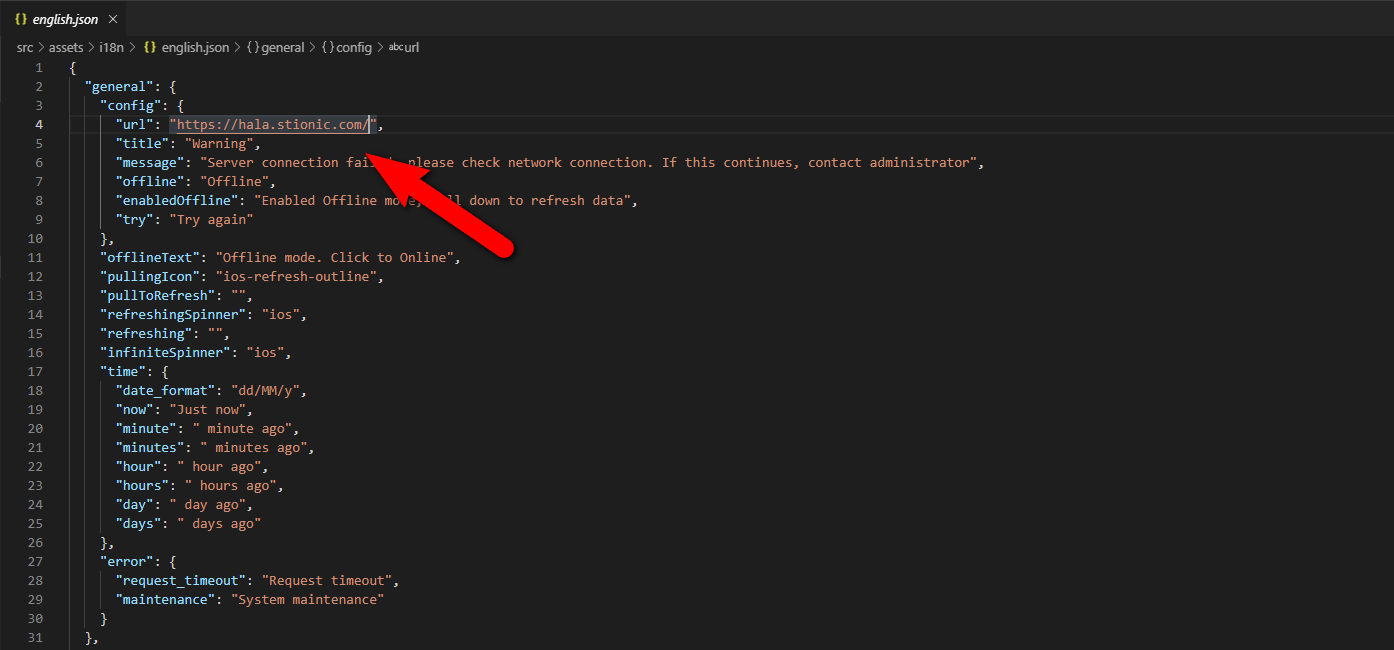 {} english.json ×
src > assets > i18n > {} english.json > {} general > {} config > abc url
1 {
2 "general": {
3 "config": {
4 "url": "https://hala.stionic.com/",
5 "title": "Warning",
6 "message": "Server connection please check network connection. If this continues, contact administrator",
7 "offline": "Offline",
8 "enabledOffline": "Enabled Offline down to refresh data",
9 "try": "Try again"
10 },
11 "offlineText": "Offline mode. Click to Online",
12 "pullingIcon": "ios-refresh-outline",
13 "pullToRefresh": "",
14 "refreshingSpinner": "ios",
15 "refreshing": "",
16 "infiniteSpinner": "ios",
17 "time": {
18 "date_format": "dd/MM/y",
19 "now": "Just now",
20 "minute": " minute ago",
21 "minutes": " minutes ago",
22 "hour": " hour ago",
23 "hours": " hours ago",
24 "day": " day ago",
25 "days": " days ago"
26 },
27 "error": {
28 "request_timeout": "Request timeout",
29 "maintenance": "System maintenance"
30 }
31 },